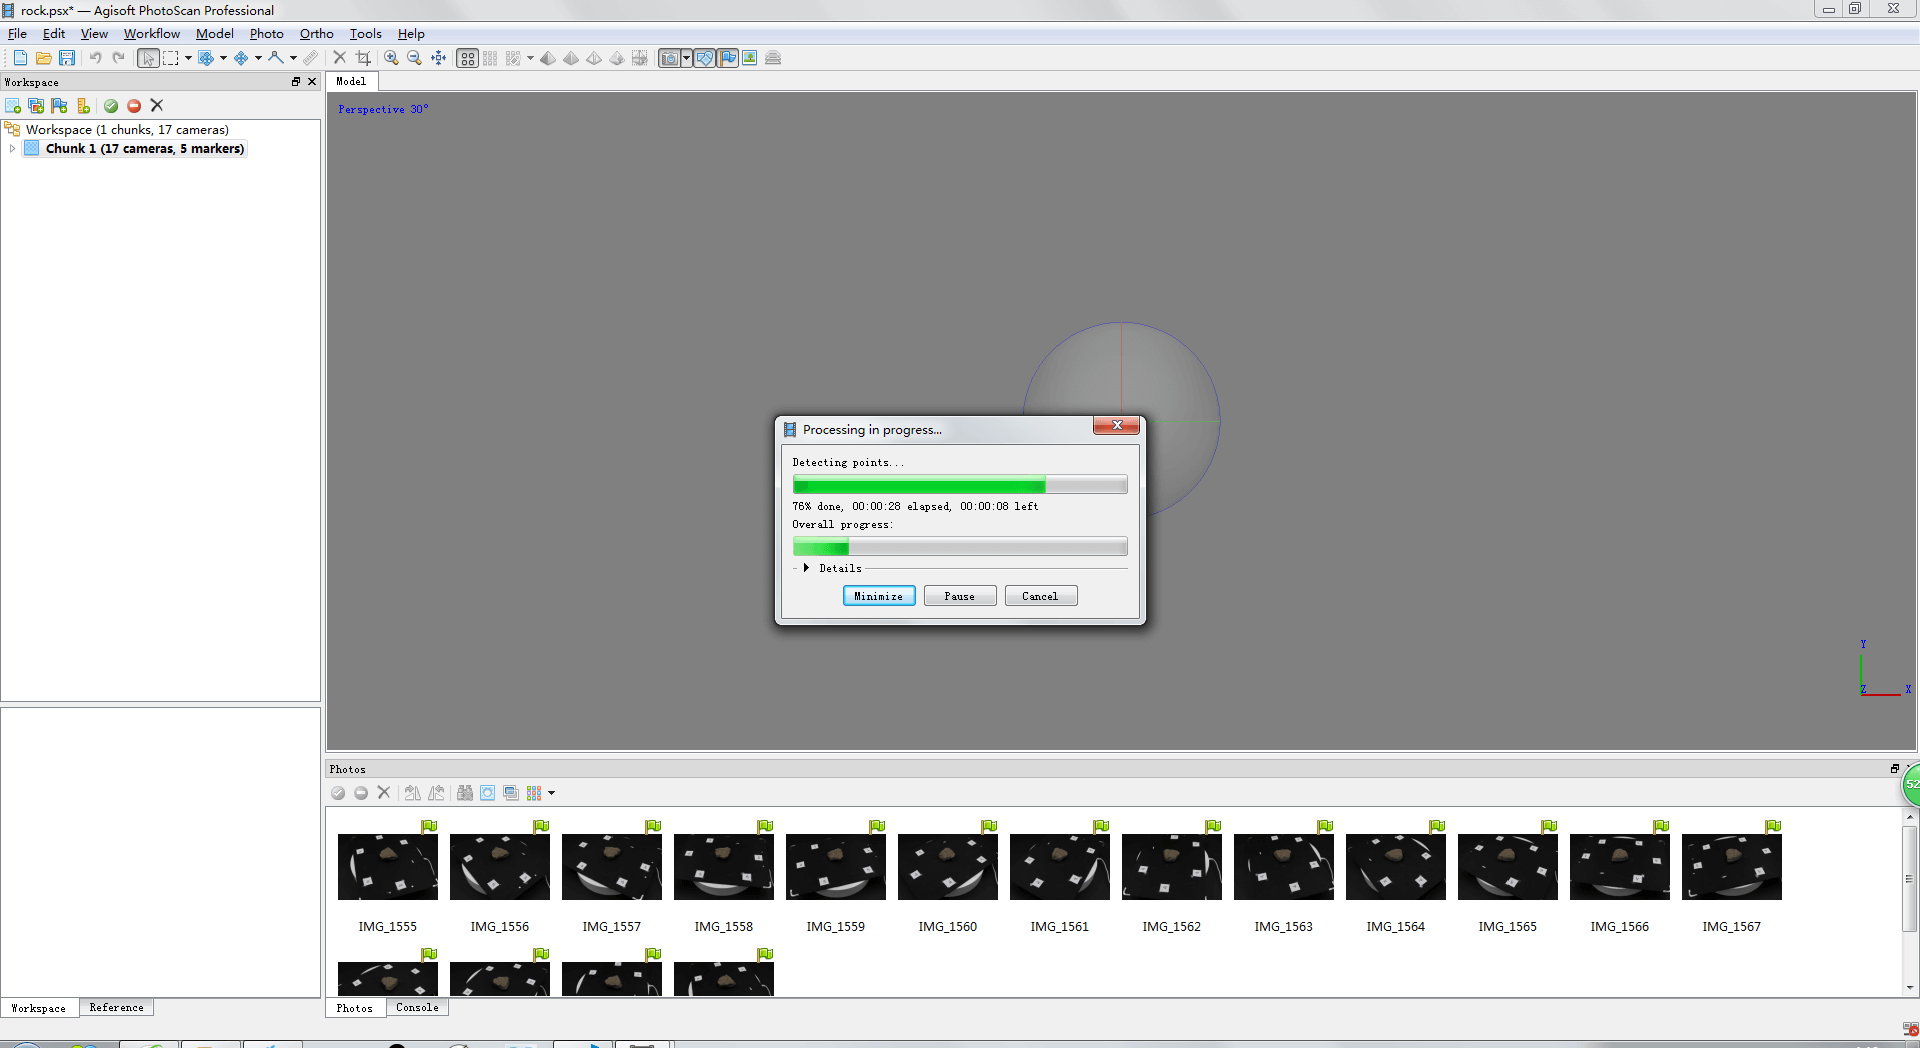 rock.psx* — Agisoft PhotoScan Professional
File Edit View Workflow Model Photo Ortho Tools Help
Workspace
Model
Perspective 30°
Workspace (1 chunks, 17 cameras)
Chunk 1 (17 cameras, 5 markers)
Processing in progress...
Detecting points...
76% done, 00:00:28 elapsed, 00:00:08 left
Overall progress:
Details
Minimize Pause Cancel
Y
Z X
Photos
52
IMG_1555 IMG_1556 IMG_1557 IMG_1558 IMG_1559 IMG_1560 IMG_1561 IMG_1562 IMG_1563 IMG_1564 IMG_1565 IMG_1566 IMG_1567
Workspace Reference
Photos Console